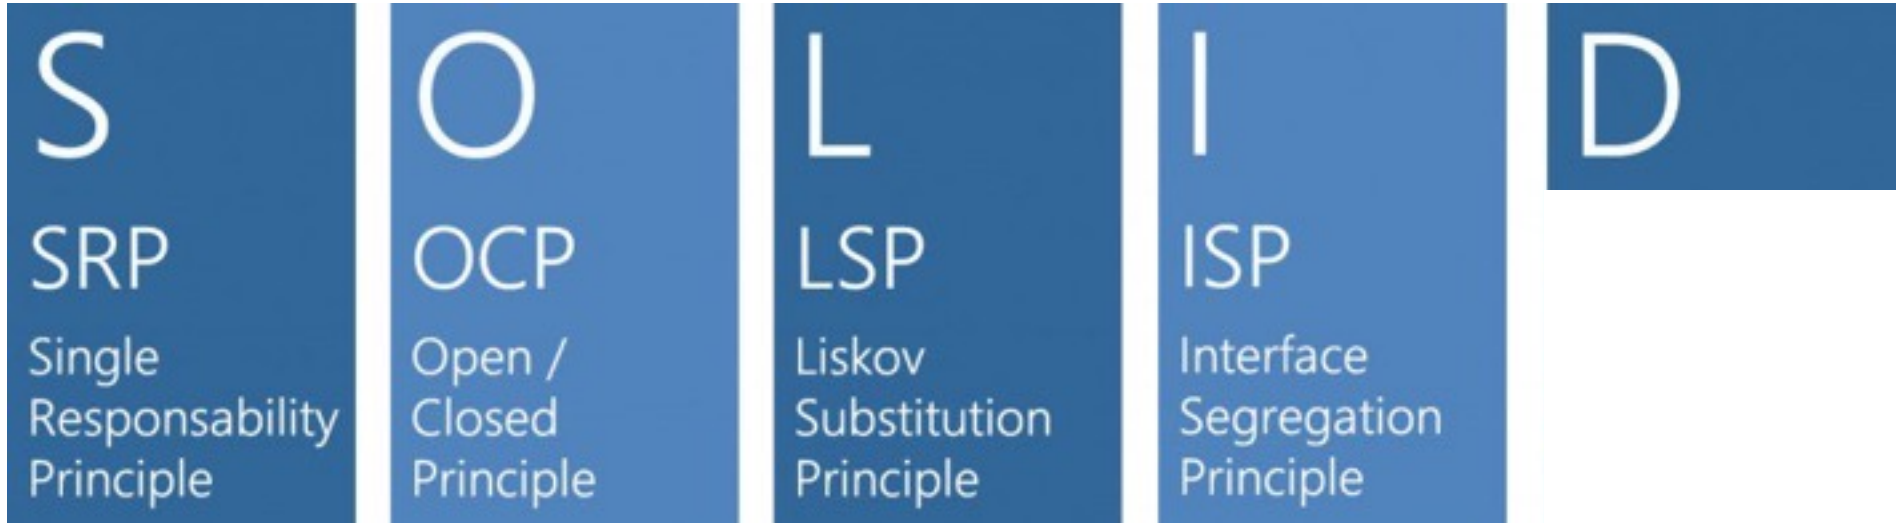 S
SRP
Single
Responsability
Principle
O
OCP
Open /
Closed
Principle
L
LSP
Liskov
Substitution
Principle
I
ISP
Interface
Segregation
Principle
D